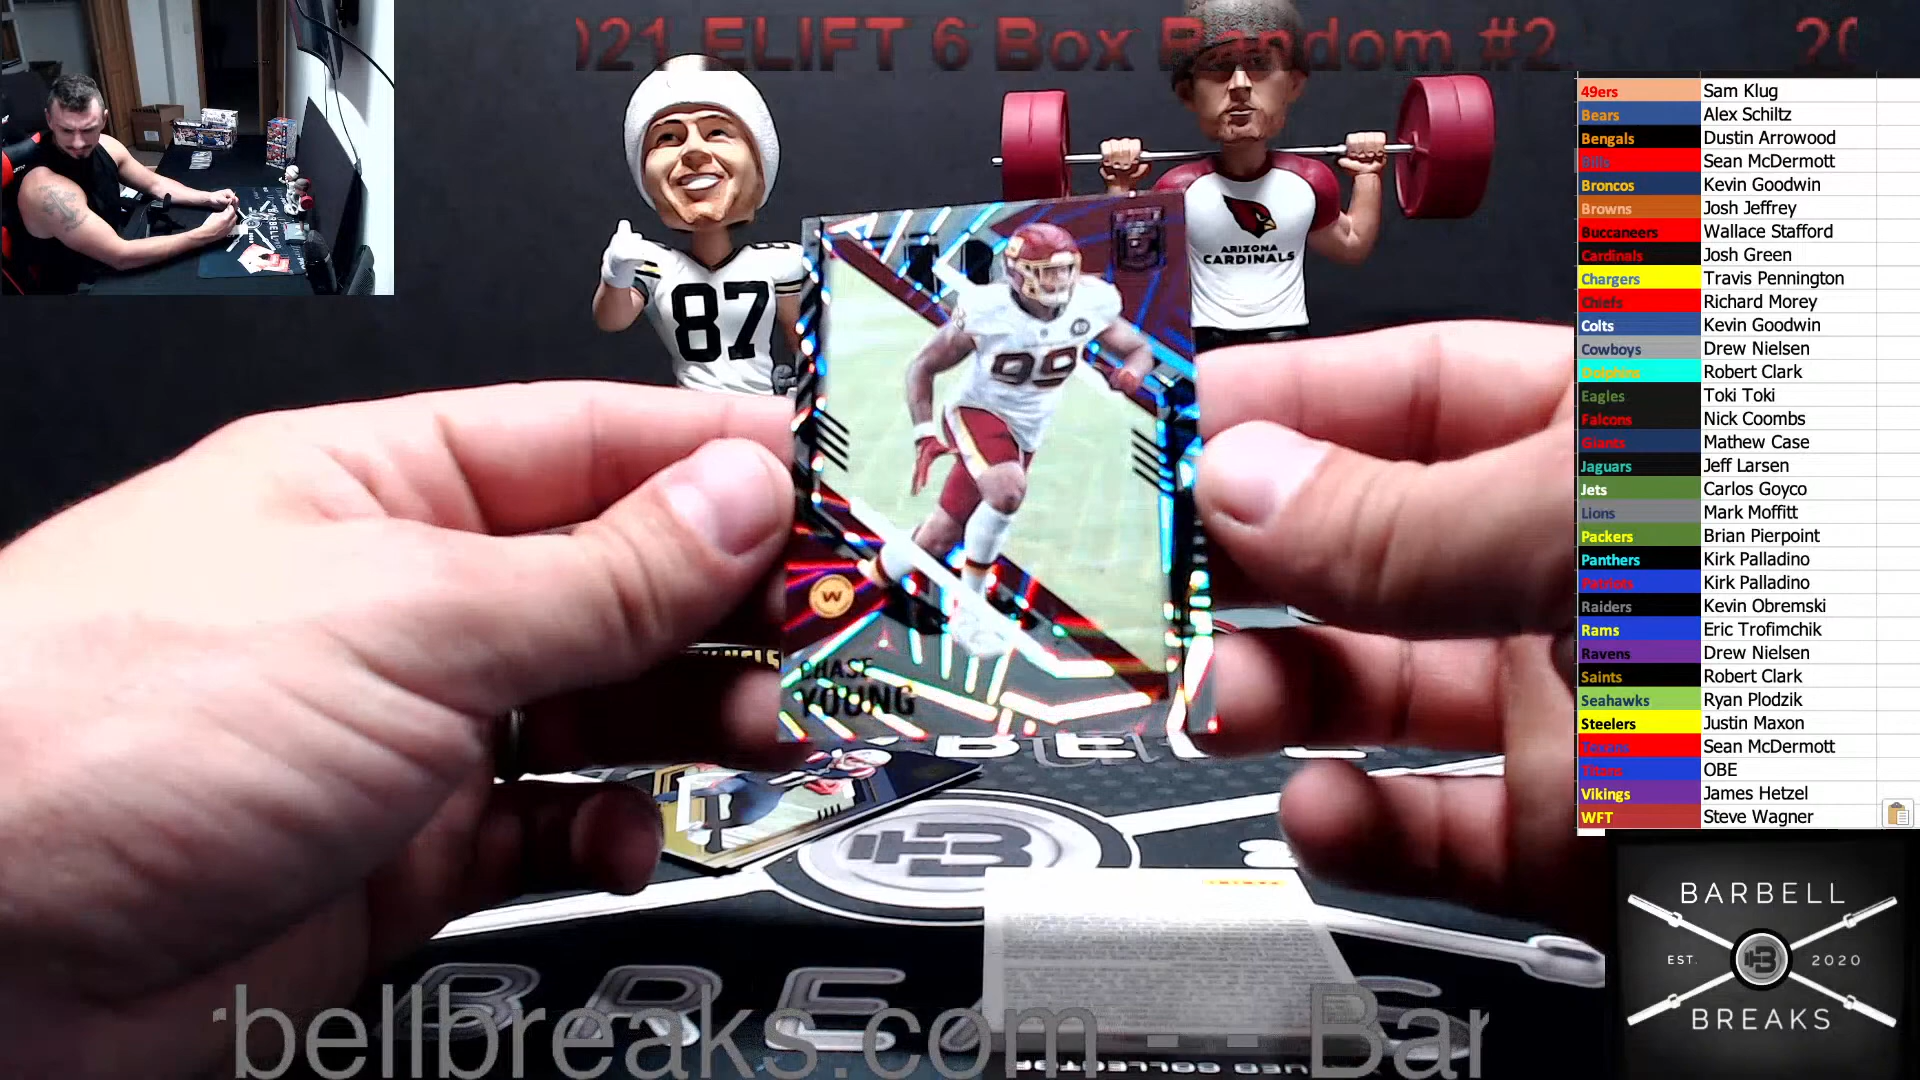 021 ELIFT 6 Box Random #2
49ers Sam Klug
Bears Alex Schiltz
Bengals Dustin Arrowood
Bills Sean McDermott
Broncos Kevin Goodwin
Browns Josh Jeffrey
Buccaneers Wallace Stafford
Cardinals Josh Green
Chargers Travis Pennington
Chiefs Richard Morey
Colts Kevin Goodwin
Cowboys Drew Nielsen
Dolphins Robert Clark
Eagles Toki Toki
Falcons Nick Coombs
Giants Mathew Case
Jaguars Jeff Larsen
Jets Carlos Goyco
Lions Mark Moffitt
Packers Brian Pierpoint
Panthers Kirk Palladino
Patriots Kirk Palladino
Raiders Kevin Obremski
Rams Eric Trofimchik
Ravens Drew Nielsen
Saints Robert Clark
Seahawks Ryan Plodzik
Steelers Justin Maxon
Texans Sean McDermott
Titans OBE
Vikings James Hetzel
WFT Steve Wagner
87
ARIZONA
CARDINALS
99
W
CHASE
YOUNG
BREA
rbellbreaks.com - - Bar
BARBELL
EST. 2020
BREAKS